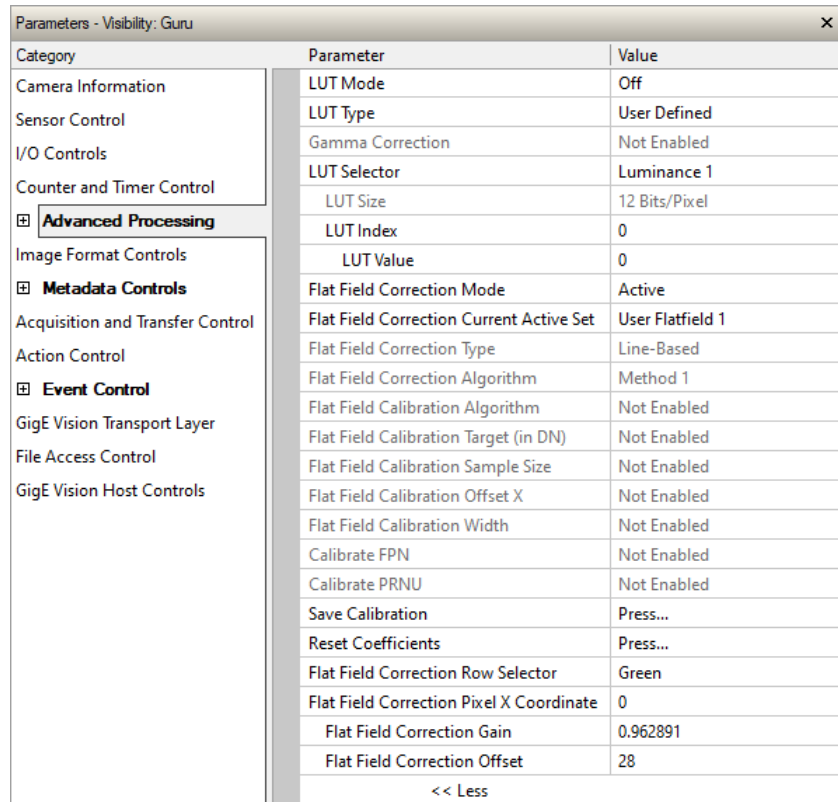 Parameters - Visibility: Guru ×
Category Parameter Value
Camera Information
Sensor Control
I/O Controls
Counter and Timer Control
Advanced Processing
Image Format Controls
Metadata Controls
Acquisition and Transfer Control
Action Control
Event Control
GigE Vision Transport Layer
File Access Control
GigE Vision Host Controls
LUT Mode Off
LUT Type User Defined
Gamma Correction Not Enabled
LUT Selector Luminance 1
LUT Size 12 Bits/Pixel
LUT Index 0
LUT Value 0
Flat Field Correction Mode Active
Flat Field Correction Current Active Set User Flatfield 1
Flat Field Correction Type Line-Based
Flat Field Correction Algorithm Method 1
Flat Field Calibration Algorithm Not Enabled
Flat Field Calibration Target (in DN) Not Enabled
Flat Field Calibration Sample Size Not Enabled
Flat Field Calibration Offset X Not Enabled
Flat Field Calibration Width Not Enabled
Calibrate FPN Not Enabled
Calibrate PRNU Not Enabled
Save Calibration Press...
Reset Coefficients Press...
Flat Field Correction Row Selector Green
Flat Field Correction Pixel X Coordinate 0
Flat Field Correction Gain 0.962891
Flat Field Correction Offset 28
<< Less